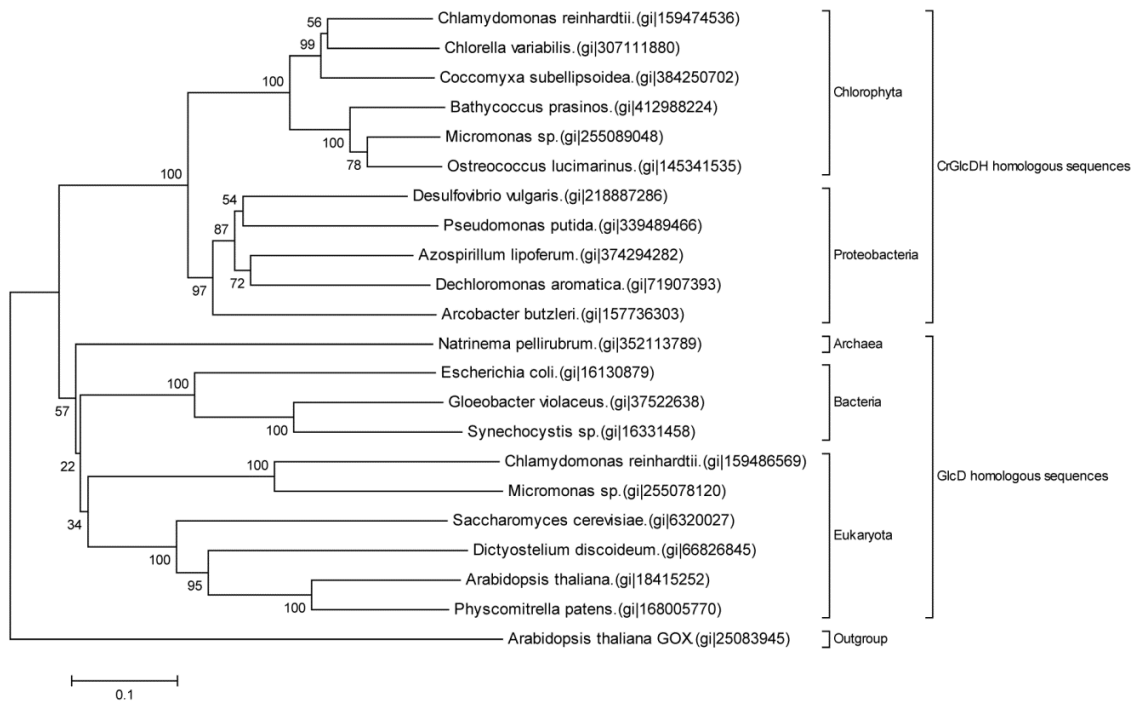 Chlamydomonas reinhardtii.(gi|159474536)
56
Chlorella variabilis.(gi|307111880)
99
Coccomyxa subellipsoidea.(gi|384250702)
100
Chlorophyta
Bathycoccus prasinos.(gi|412988224)
Micromonas sp.(gi|255089048)
100
Ostreococcus lucimarinus.(gi|145341535)
78
100
CrGlcDH homologous sequences
Desulfovibrio vulgaris.(gi|218887286)
54
Pseudomonas putida.(gi|339489466)
87
Azospirillum lipoferum.(gi|374294282)
Proteobacteria
Dechloromonas aromatica.(gi|71907393)
72
97
Arcobacter butzleri.(gi|157736303)
Natrinema pellirubrum.(gi|352113789)
Archaea
Escherichia coli.(gi|16130879)
100
Gloeobacter violaceus.(gi|37522638)
Bacteria
57
Synechocystis sp.(gi|16331458)
100
Chlamydomonas reinhardtii.(gi|159486569)
100
22
GlcD homologous sequences
Micromonas sp.(gi|255078120)
Saccharomyces cerevisiae.(gi|6320027)
34
Eukaryota
Dictyostelium discoideum.(gi|66826845)
100
Arabidopsis thaliana.(gi|18415252)
95
Physcomitrella patens.(gi|168005770)
100
Arabidopsis thaliana GOX.(gi|25083945)
Outgroup
0.1